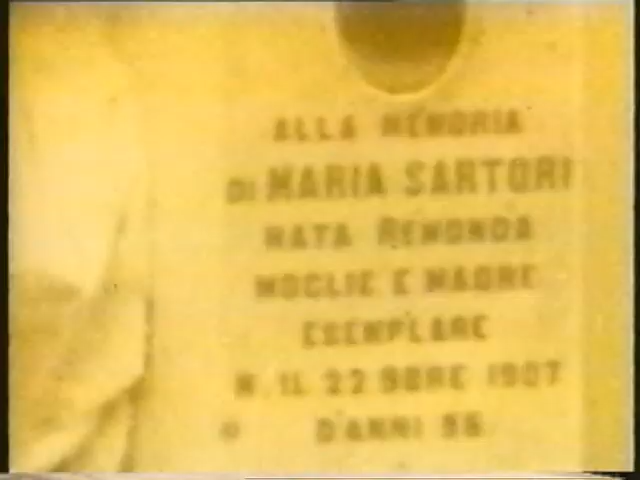 ALLA MEMORIA
DI MARIA SARTORI
NATA REMONDA
MOGLIE E MADRE
ESEMPLARE
IL 22 9BRE 1907
D'ANNI